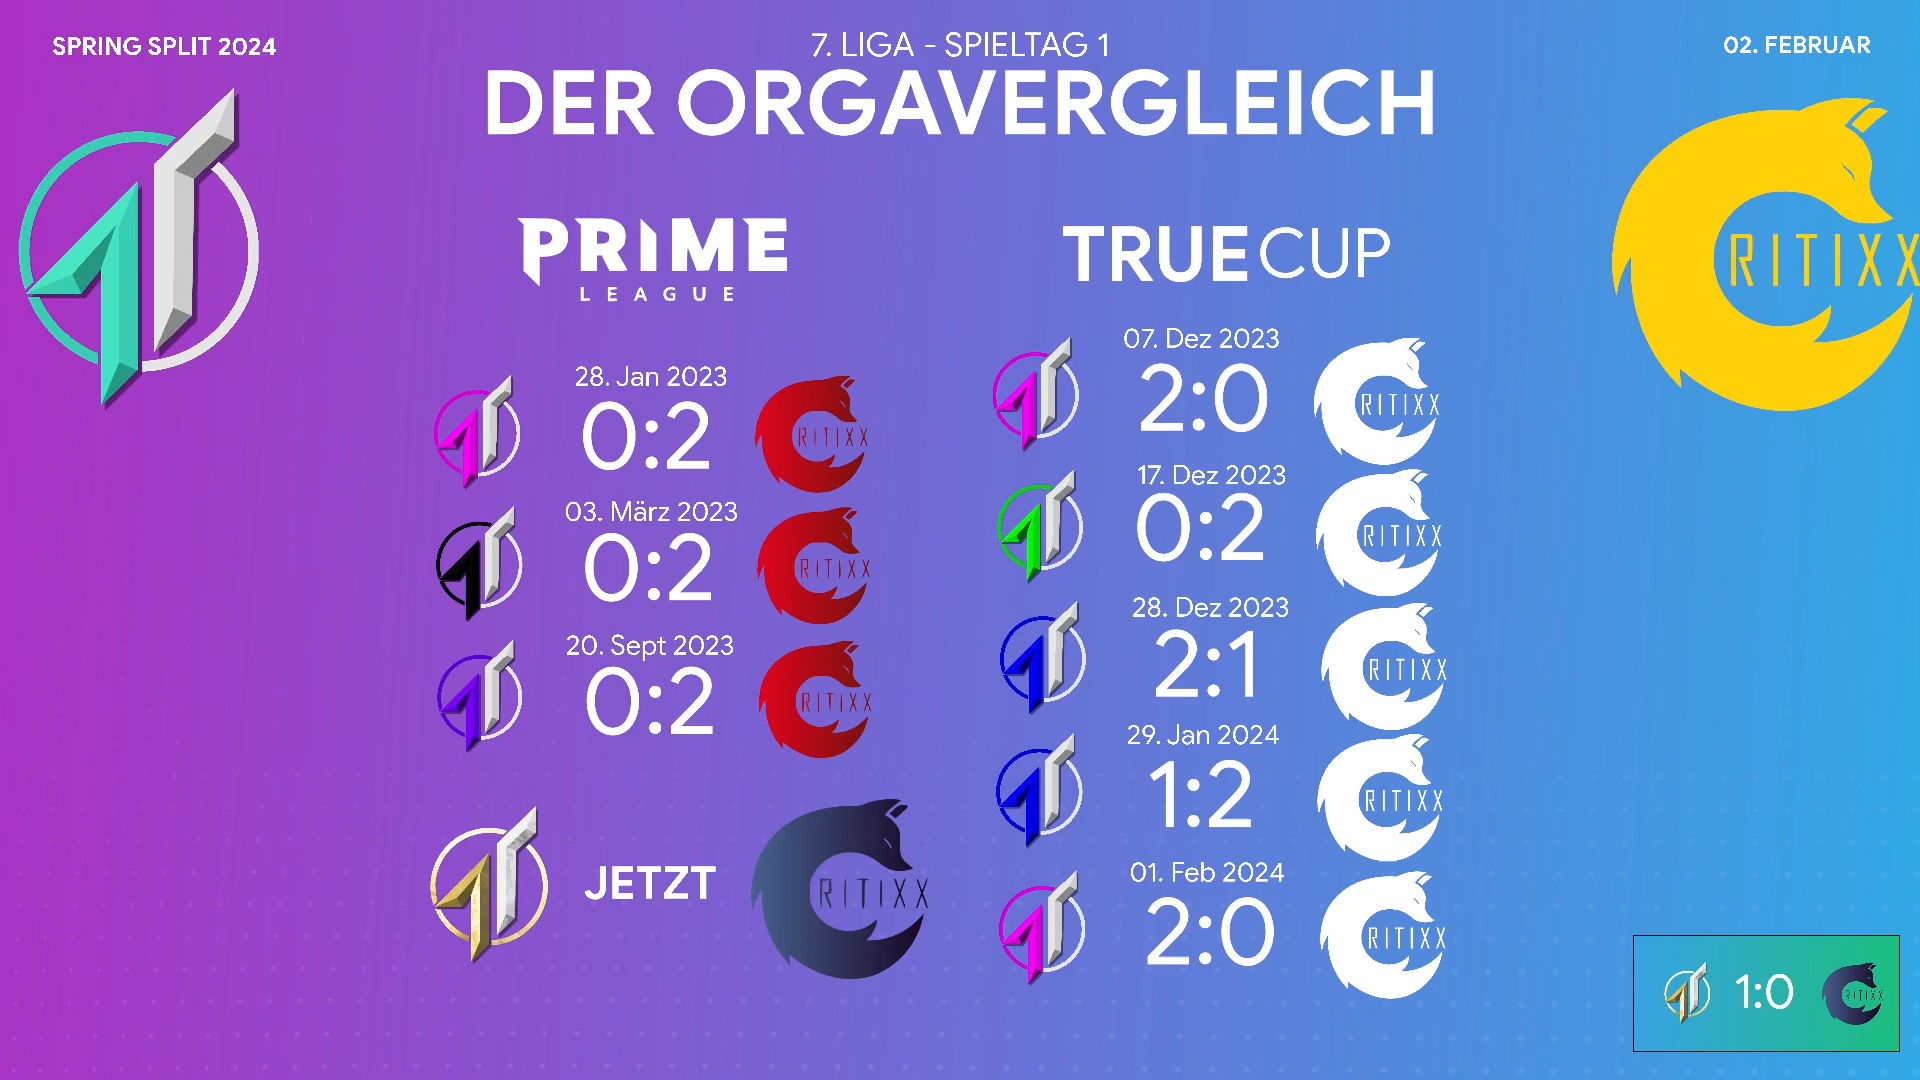 SPRING SPLIT 2024
7. LIGA - SPIELTAG 1
02. FEBRUAR
DER ORGAVERGLEICH
RITIXX
PRIME
LEAGUE
28. Jan 2023
0:2
RITIXX
03. März 2023
0:2
RITIXX
20. Sept 2023
0:2
RITIXX
JETZT
RITIXX
TRUECUP
07. Dez 2023
2:0
RITIXX
17. Dez 2023
0:2
RITIXX
28. Dez 2023
2:1
RITIXX
29. Jan 2024
1:2
RITIXX
01. Feb 2024
2:0
RITIXX
1:0
RITIXX